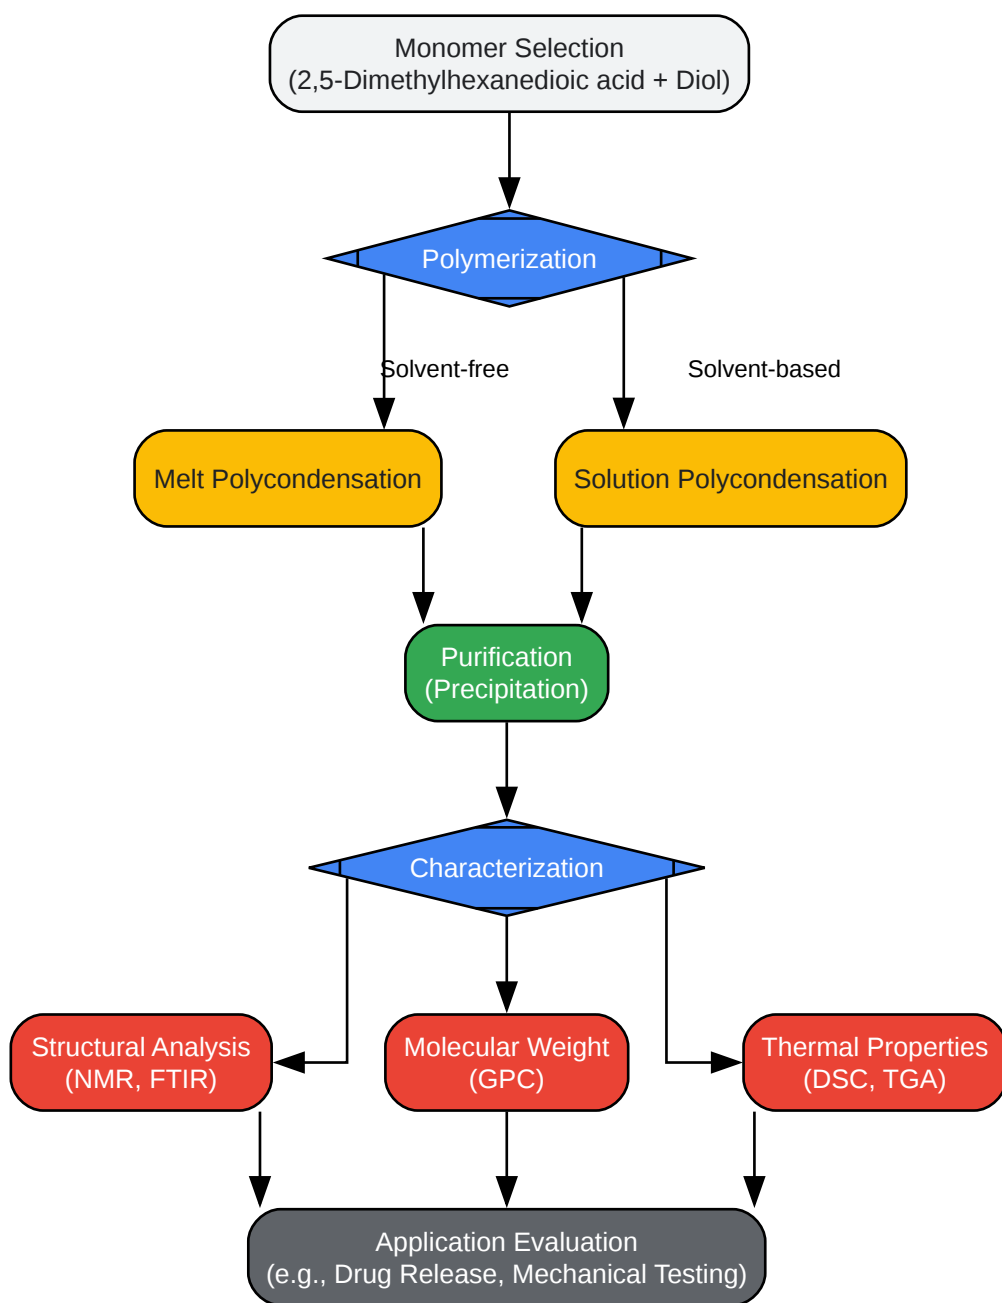 Monomer Selection
(2,5-Dimethylhexanedioic acid + Diol)
Polymerization
Solvent-free
Solvent-based
Melt Polycondensation
Solution Polycondensation
Purification
(Precipitation)
Characterization
Structural Analysis
(NMR, FTIR)
Molecular Weight
(GPC)
Thermal Properties
(DSC, TGA)
Application Evaluation
(e.g., Drug Release, Mechanical Testing)